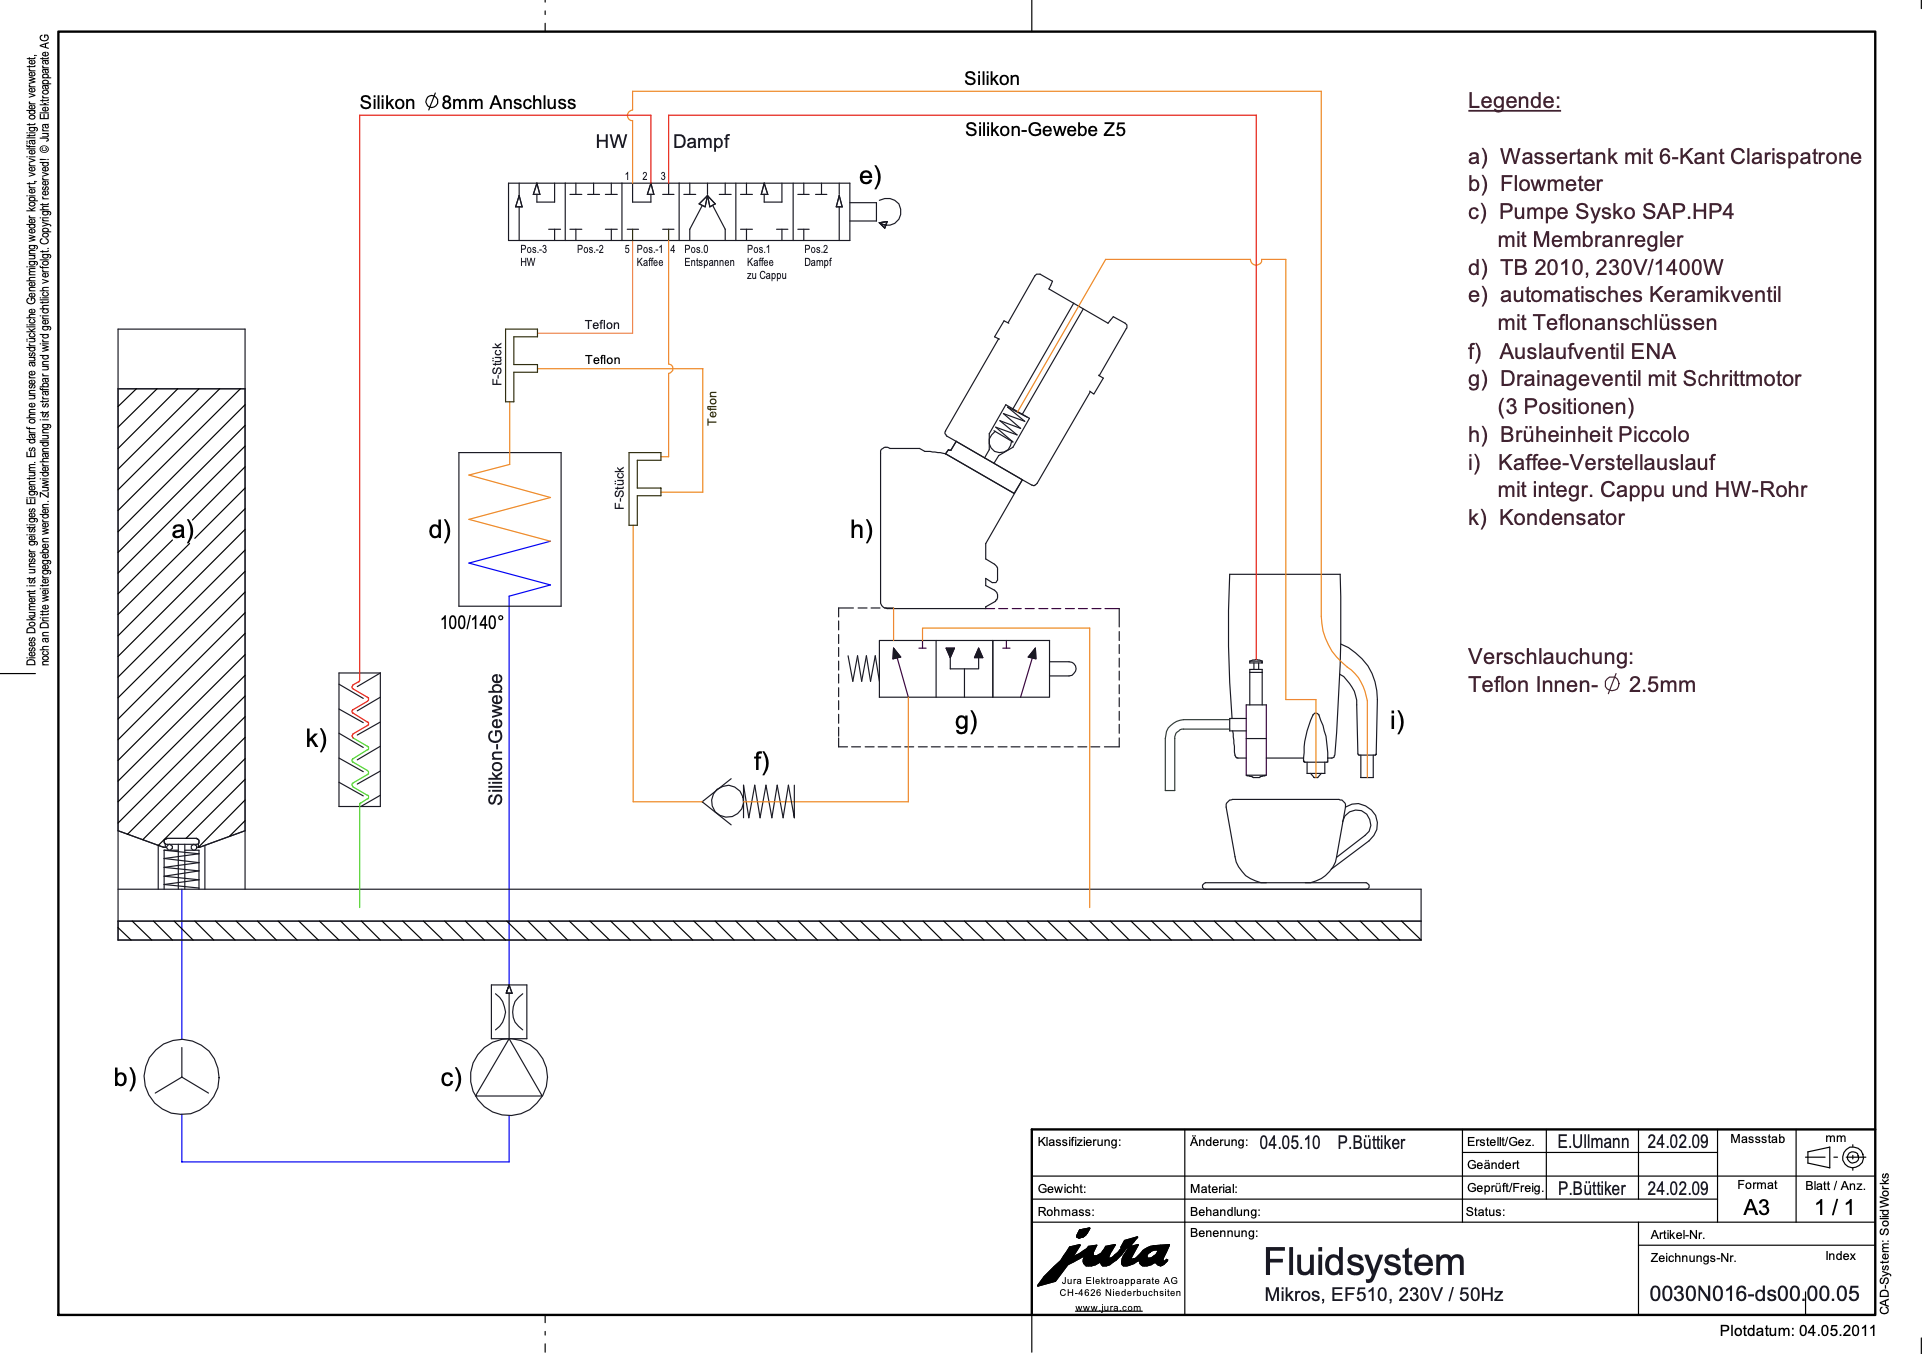 Dieses Dokument ist unser geistiges Eigentum. Es darf ohne unsere ausdrückliche Genehmigung weder kopiert, vervielfältigt oder verwertet,
noch an Dritte weitergegeben werden. Zuwiderhandlung ist strafbar und wird gerichtlich verfolgt. Copyright reserved! © Jura Elektroapparate AG
Silikon
Silikon Ø8mm Anschluss
Silikon-Gewebe Z5
HW
Dampf
1 2 3
e)
Pos.-3
HW
Pos.-2
5 Pos.-1 4
Kaffee
Pos.0
Entspannen
Pos.1
Kaffee
zu Cappu
Pos.2
Dampf
Teflon
F-Stück
Teflon
Teflon
F-Stück
a)
d)
100/140°
h)
k)
Silikon-Gewebe
g)
f)
i)
b)
c)
Legende:
a) Wassertank mit 6-Kant Clarispatrone
b) Flowmeter
c) Pumpe Sysko SAP.HP4
mit Membranregler
d) TB 2010, 230V/1400W
e) automatisches Keramikventil
mit Teflonanschlüssen
f) Auslaufventil ENA
g) Drainageventil mit Schrittmotor
(3 Positionen)
h) Brüheinheit Piccolo
i) Kaffee-Verstellauslauf
mit integr. Cappu und HW-Rohr
k) Kondensator
Verschlauchung:
Teflon Innen- Ø 2.5mm
Klassifizierung:
Änderung: 04.05.10 P.Büttiker
Erstellt/Gez. E.Ullmann 24.02.09
Massstab
mm
Geändert
Gewicht:
Material:
Geprüft/Freig. P.Büttiker 24.02.09
Format
A3
Blatt / Anz.
1 / 1
Rohmass:
Behandlung:
Status:
jura
Jura Elektroapparate AG
CH-4626 Niederbuchsiten
www.jura.com
Benennung:
Fluidsystem
Mikros, EF510, 230V / 50Hz
Artikel-Nr.
Zeichnungs-Nr.
Index
0030N016-ds00.00.05
CAD-System: SolidWorks
Plotdatum: 04.05.2011